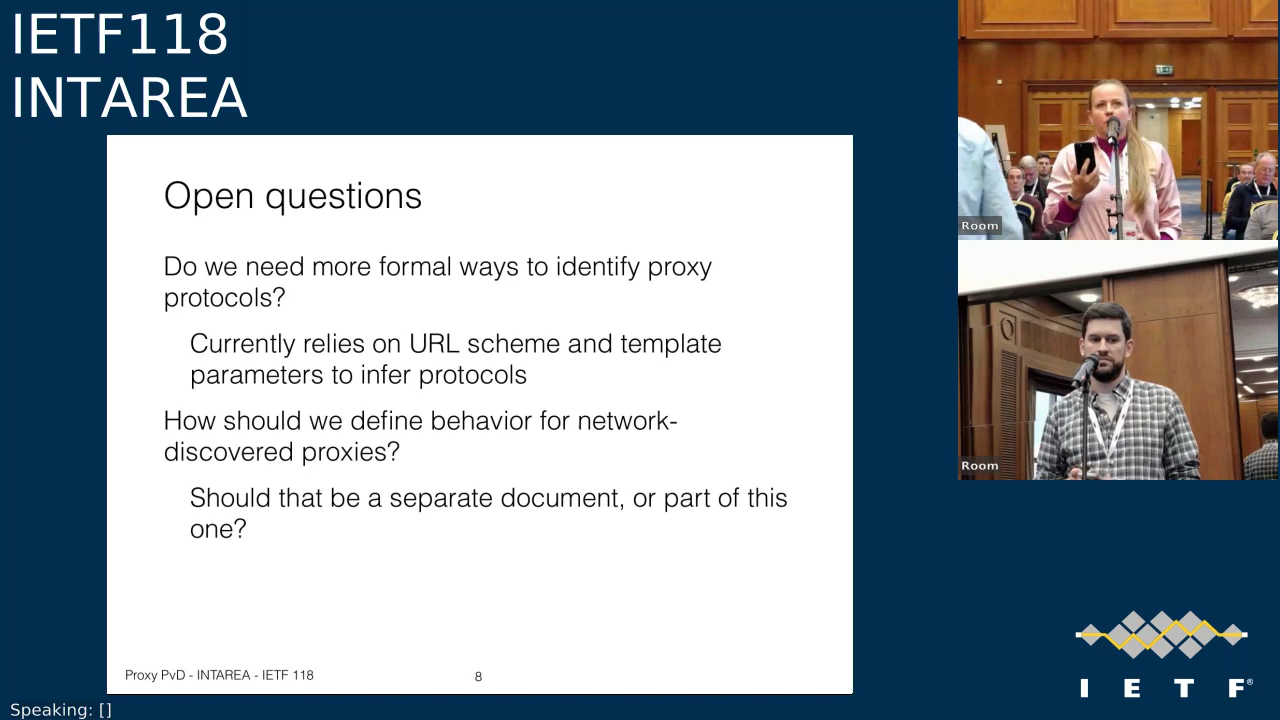 IETF118
INTAREA
Open questions
Do we need more formal ways to identify proxy
protocols?
Currently relies on URL scheme and template
parameters to infer protocols
How should we define behavior for network-
discovered proxies?
Should that be a separate document, or part of this
one?
Proxy PvD - INTAREA - IETF 118
8
Room
Room
I E T F®
Speaking: []